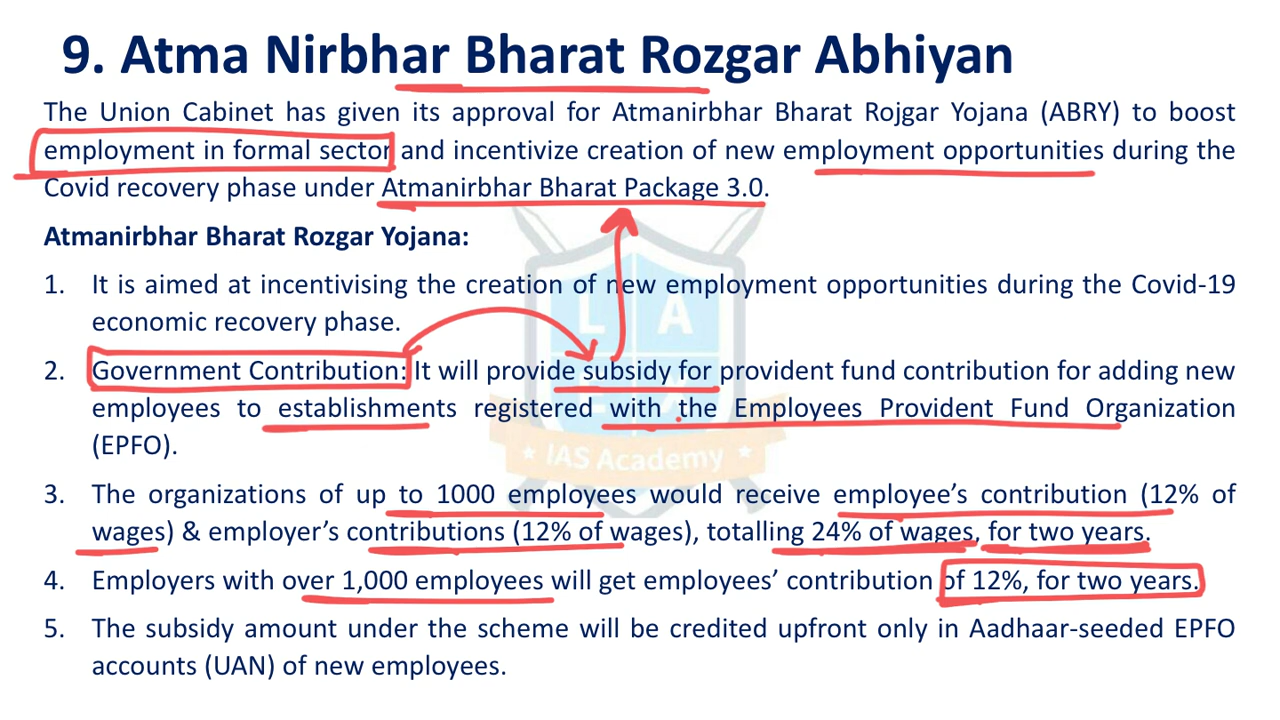 9. Atma Nirbhar Bharat Rozgar Abhiyan
The Union Cabinet has given its approval for Atmanirbhar Bharat Rojgar Yojana (ABRY) to boost
employment in formal sector and incentivize creation of new employment opportunities during the
Covid recovery phase under Atmanirbhar Bharat Package 3.0.
Atmanirbhar Bharat Rozgar Yojana:
1. It is aimed at incentivising the creation of new employment opportunities during the Covid-19
economic recovery phase.
2. Government Contribution: It will provide subsidy for provident fund contribution for adding new
employees to establishments registered with the Employees Provident Fund Organization
(EPFO).
3. The organizations of up to 1000 employees would receive employee's contribution (12% of
wages) & employer's contributions (12% of wages), totalling 24% of wages, for two years.
4. Employers with over 1,000 employees will get employees' contribution of 12%, for two years.
5. The subsidy amount under the scheme will be credited upfront only in Aadhaar-seeded EPFO
accounts (UAN) of new employees.
L A
IAS Academy